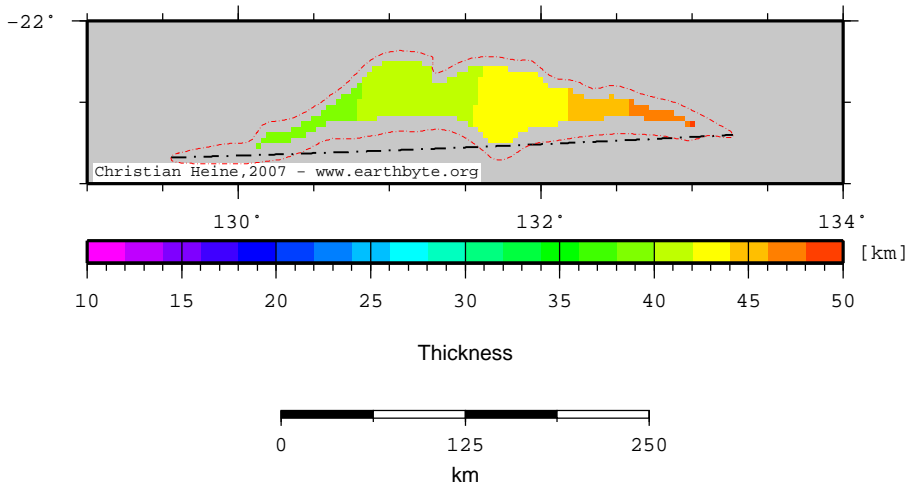 −22˚
Christian Heine,2007 − www.earthbyte.org
130˚ 132˚ 134˚
[km]
10 15 20 25 30 35 40 45 50
Thickness
0 125 250
km